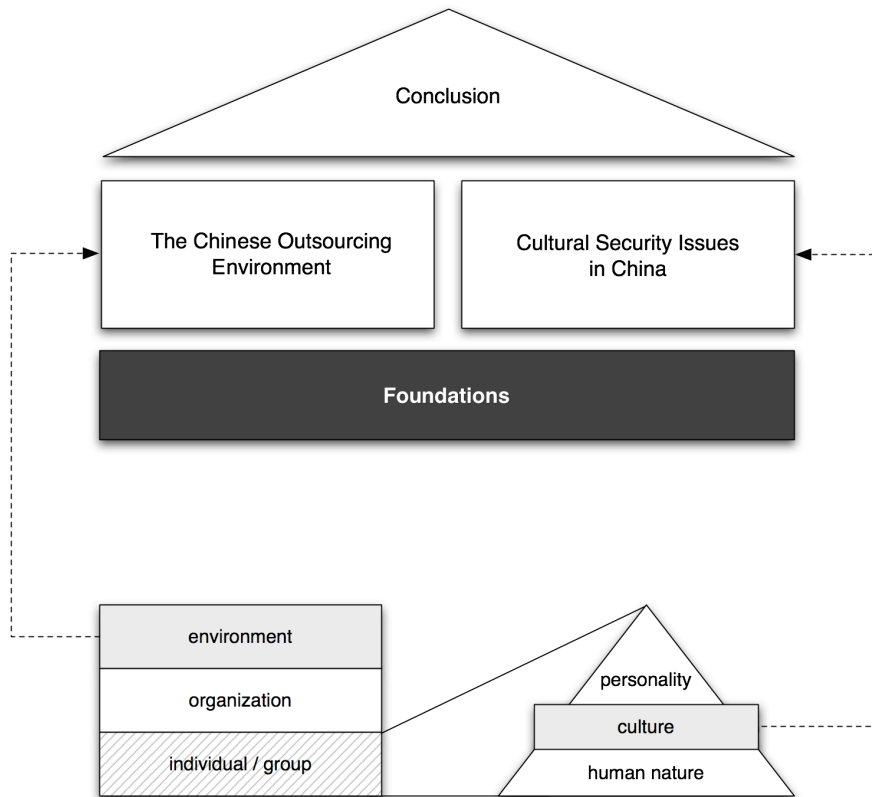 Conclusion
The Chinese Outsourcing
Environment
Cultural Security Issues
in China
Foundations
environment
organization
individual / group
personality
culture
human nature